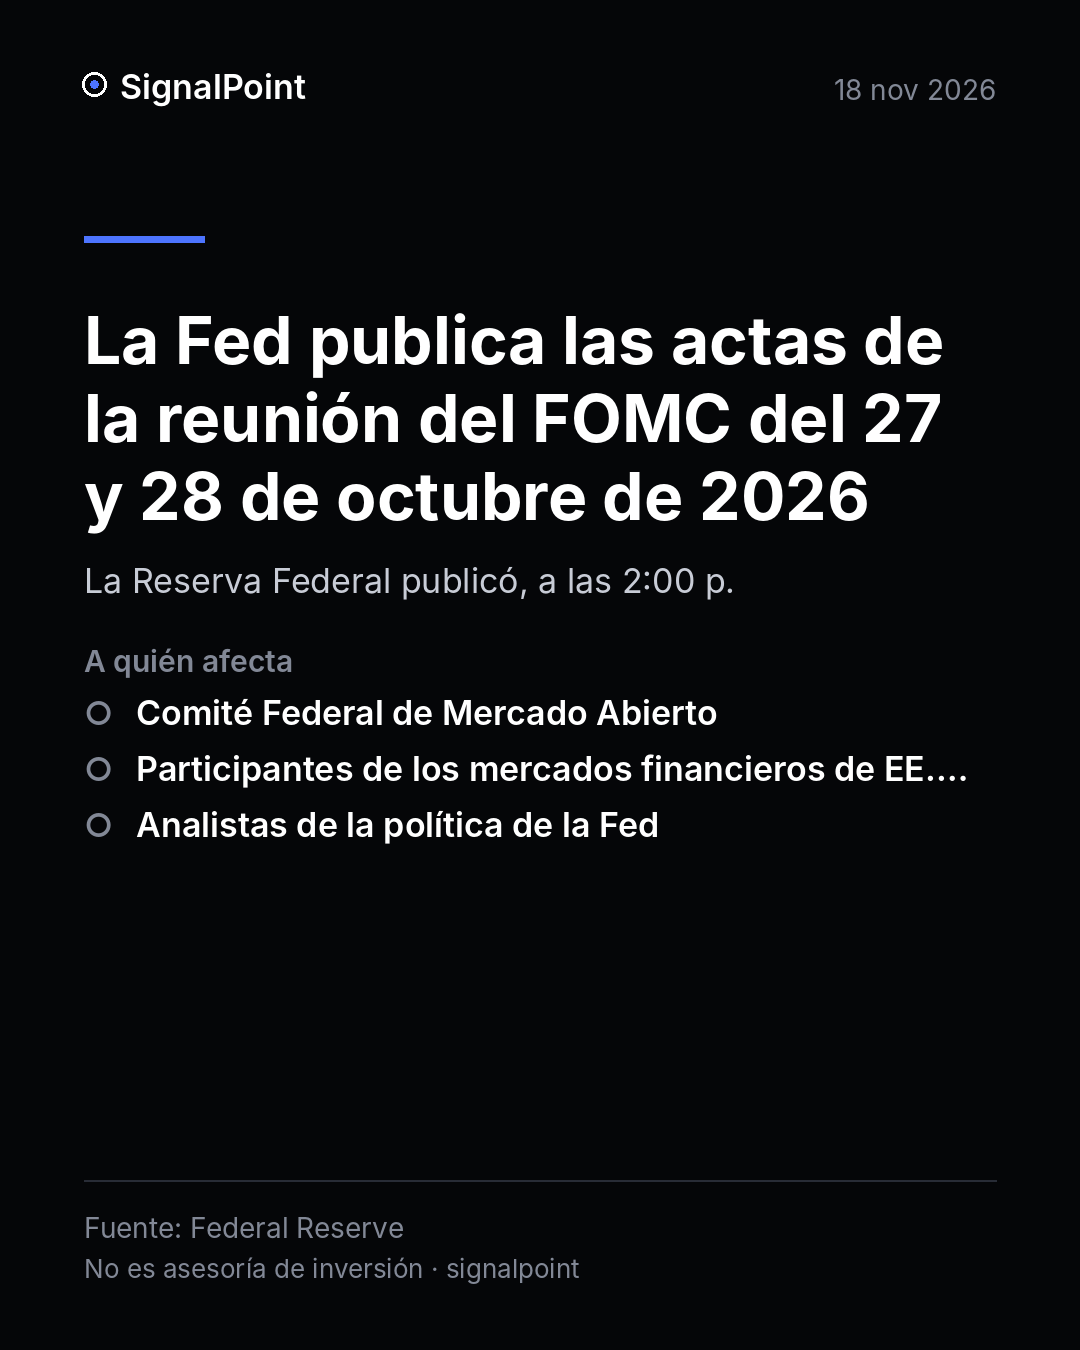 SignalPoint
18 nov 2026
La Fed publica las actas de
la reunión del FOMC del 27
y 28 de octubre de 2026
La Reserva Federal publicó, a las 2:00 p.
A quién afecta
Comité Federal de Mercado Abierto
Participantes de los mercados financieros de EE....
Analistas de la política de la Fed
Fuente: Federal Reserve
No es asesoría de inversión · signalpoint